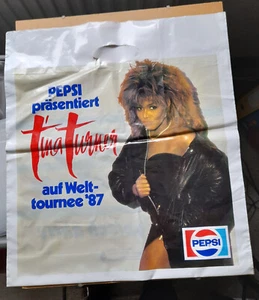 PEPSI
präsentiert
Tina Turner
auf Welt-
tournee '87
PEPSI